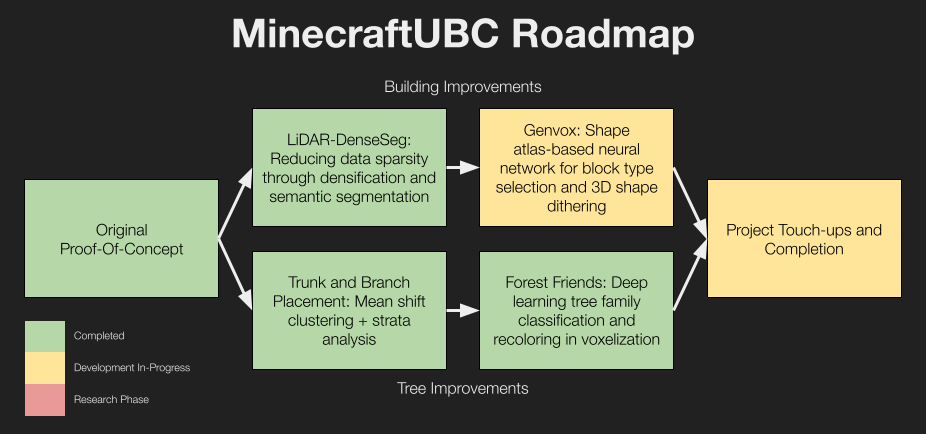 MinecraftUBC Roadmap
Building Improvements
LiDAR-DenseSeg:
Reducing data sparsity
through densification and
semantic segmentation
Genvox: Shape
atlas-based neural
network for block type
selection and 3D shape
dithering
Original
Proof-Of-Concept
Project Touch-ups and
Completion
Trunk and Branch
Placement: Mean shift
clustering + strata
analysis
Forest Friends: Deep
learning tree family
classification and
recoloring in voxelization
Tree Improvements
Completed
Development In-Progress
Research Phase